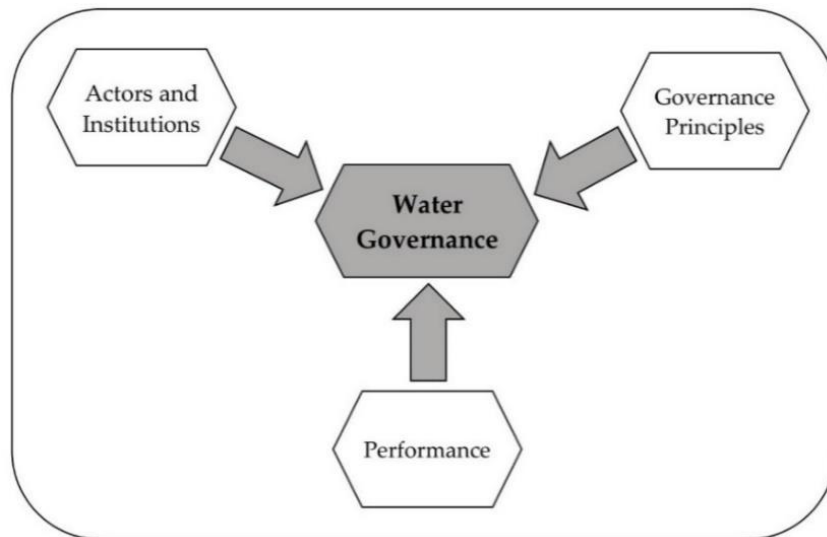 Actors and
Institutions
Governance
Principles
Water
Governance
Performance